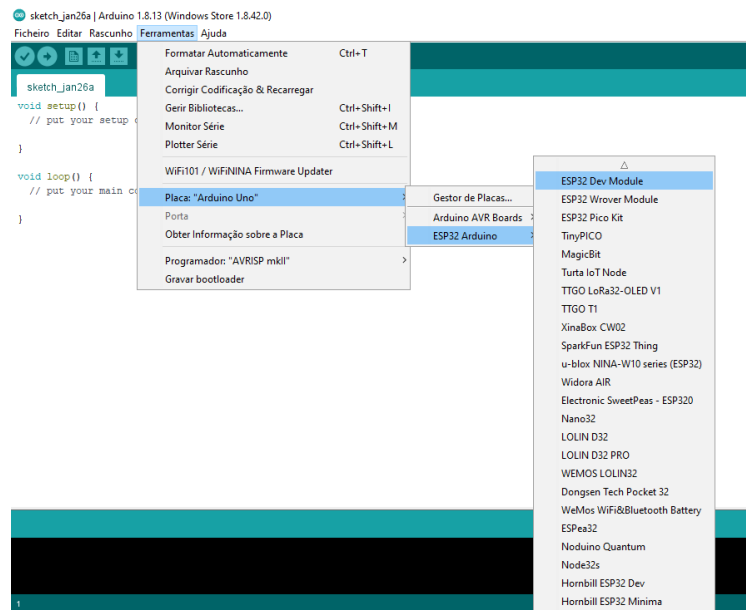 sketch_jan26a | Arduino 1.8.13 (Windows Store 1.8.42.0)
Ficheiro Editar Rascunho Ferramentas Ajuda
sketch_jan26a
void setup() {
// put your setup
}
void loop() {
// put your main co
}
Formatar Automaticamente Ctrl+T
Arquivar Rascunho
Corrigir Codificação & Recarregar
Gerir Bibliotecas... Ctrl+Shift+I
Monitor Série Ctrl+Shift+M
Plotter Série Ctrl+Shift+L
WiFi101 / WiFiNINA Firmware Updater
Placa: "Arduino Uno"
Porta
Obter Informação sobre a Placa
Programador: "AVRISP mkII"
Gravar bootloader
Gestor de Placas...
Arduino AVR Boards
ESP32 Arduino
ESP32 Dev Module
ESP32 Wrover Module
ESP32 Pico Kit
TinyPICO
MagicBit
Turta IoT Node
TTGO LoRa32-OLED V1
TTGO T1
XinaBox CW02
SparkFun ESP32 Thing
u-blox NINA-W10 series (ESP32)
Widora AIR
Electronic SweetPeas - ESP320
Nano32
LOLIN D32
LOLIN D32 PRO
WEMOS LOLIN32
Dongsen Tech Pocket 32
WeMos WiFi&Bluetooth Battery
ESPea32
Noduino Quantum
Node32s
Hornbill ESP32 Dev
Hornbill ESP32 Minima
1